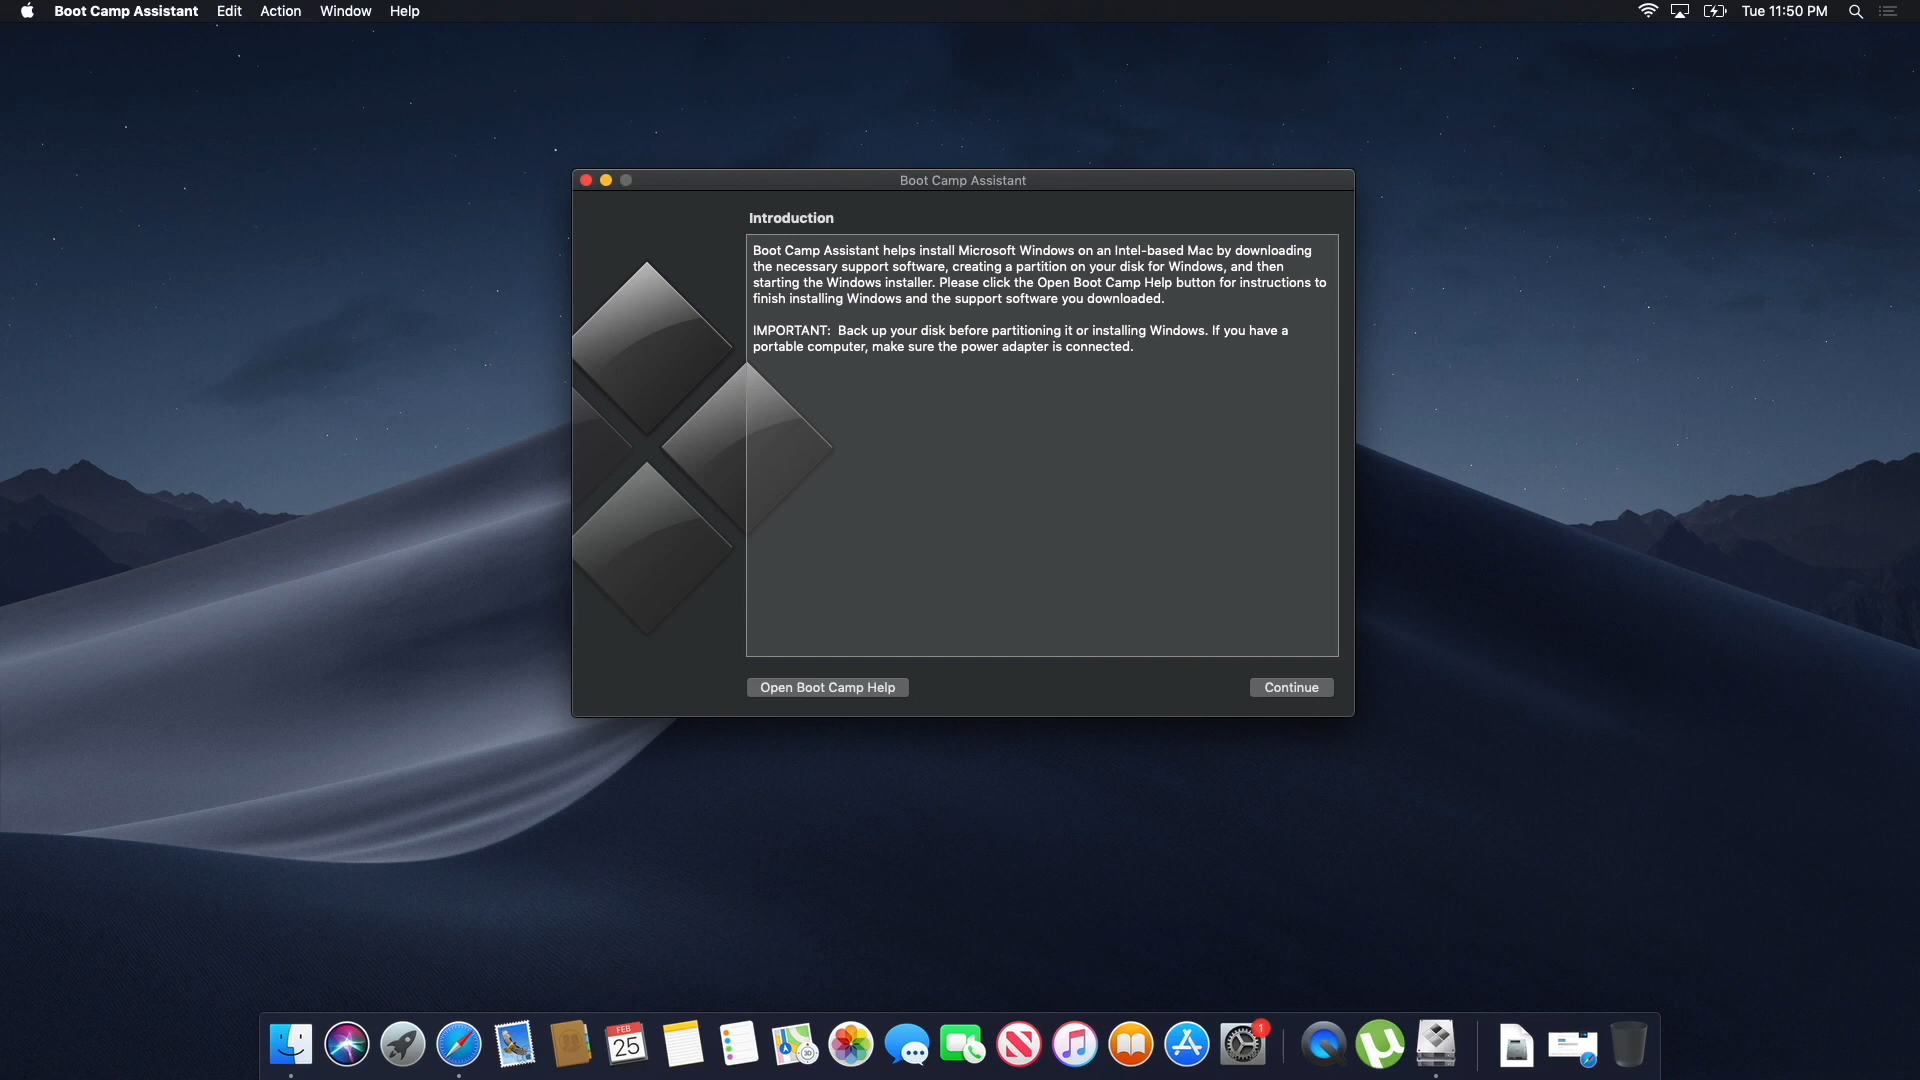 Boot Camp Assistant Edit Action Window Help
Tue 11:50 PM
Boot Camp Assistant
Introduction
Boot Camp Assistant helps install Microsoft Windows on an Intel-based Mac by downloading
the necessary support software, creating a partition on your disk for Windows, and then
starting the Windows installer. Please click the Open Boot Camp Help button for instructions to
finish installing Windows and the support software you downloaded.
IMPORTANT:  Back up your disk before partitioning it or installing Windows. If you have a
portable computer, make sure the power adapter is connected.
Open Boot Camp Help
Continue
FEB
25
3D
1